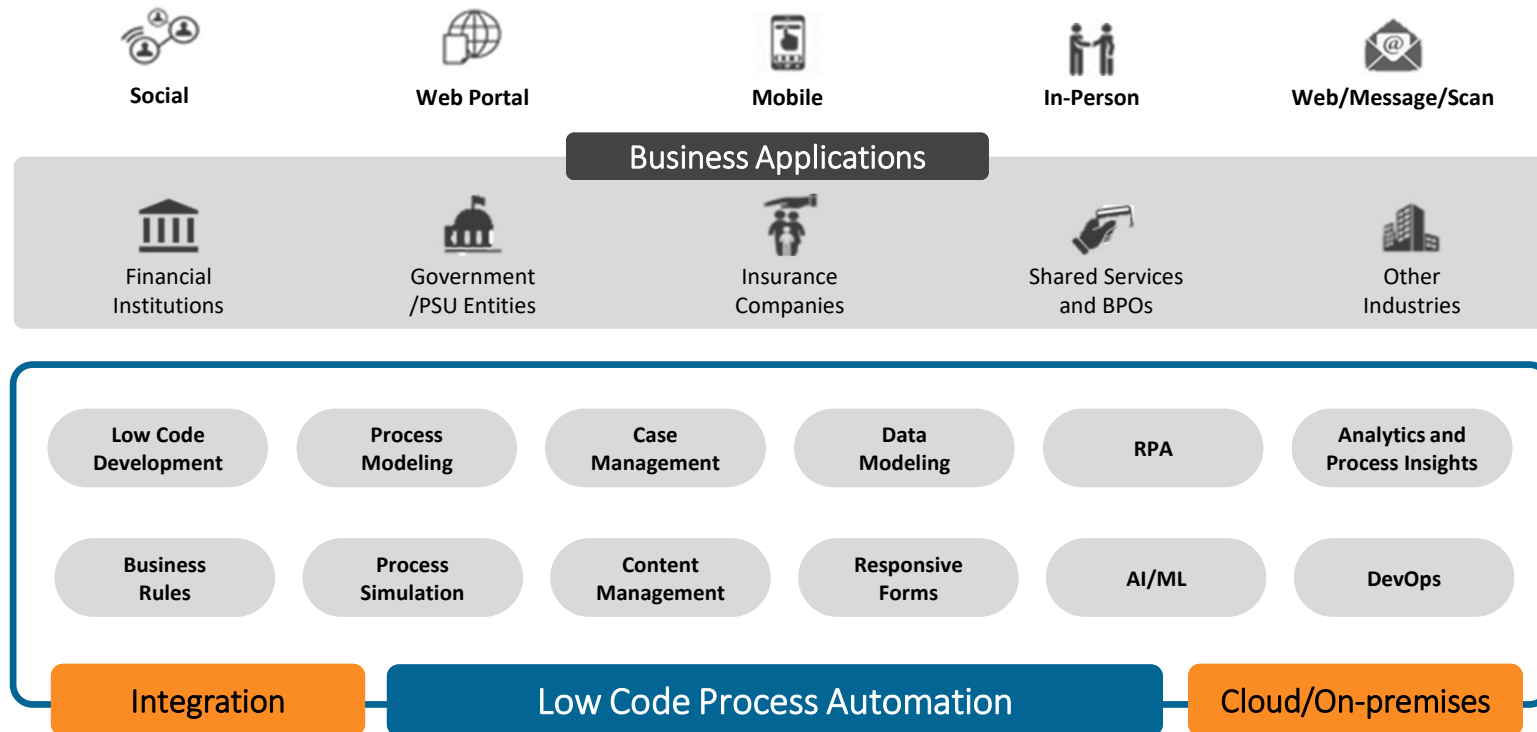 Social
Web Portal
Mobile
In-Person
Web/Message/Scan
Business Applications
Financial
Institutions
Government
/PSU Entities
Insurance
Companies
Shared Services
and BPOs
Other
Industries
Low Code
Development
Process
Modeling
Case
Management
Data
Modeling
RPA
Analytics and
Process Insights
Business
Rules
Process
Simulation
Content
Management
Responsive
Forms
AI/ML
DevOps
Integration
Low Code Process Automation
Cloud/On-premises